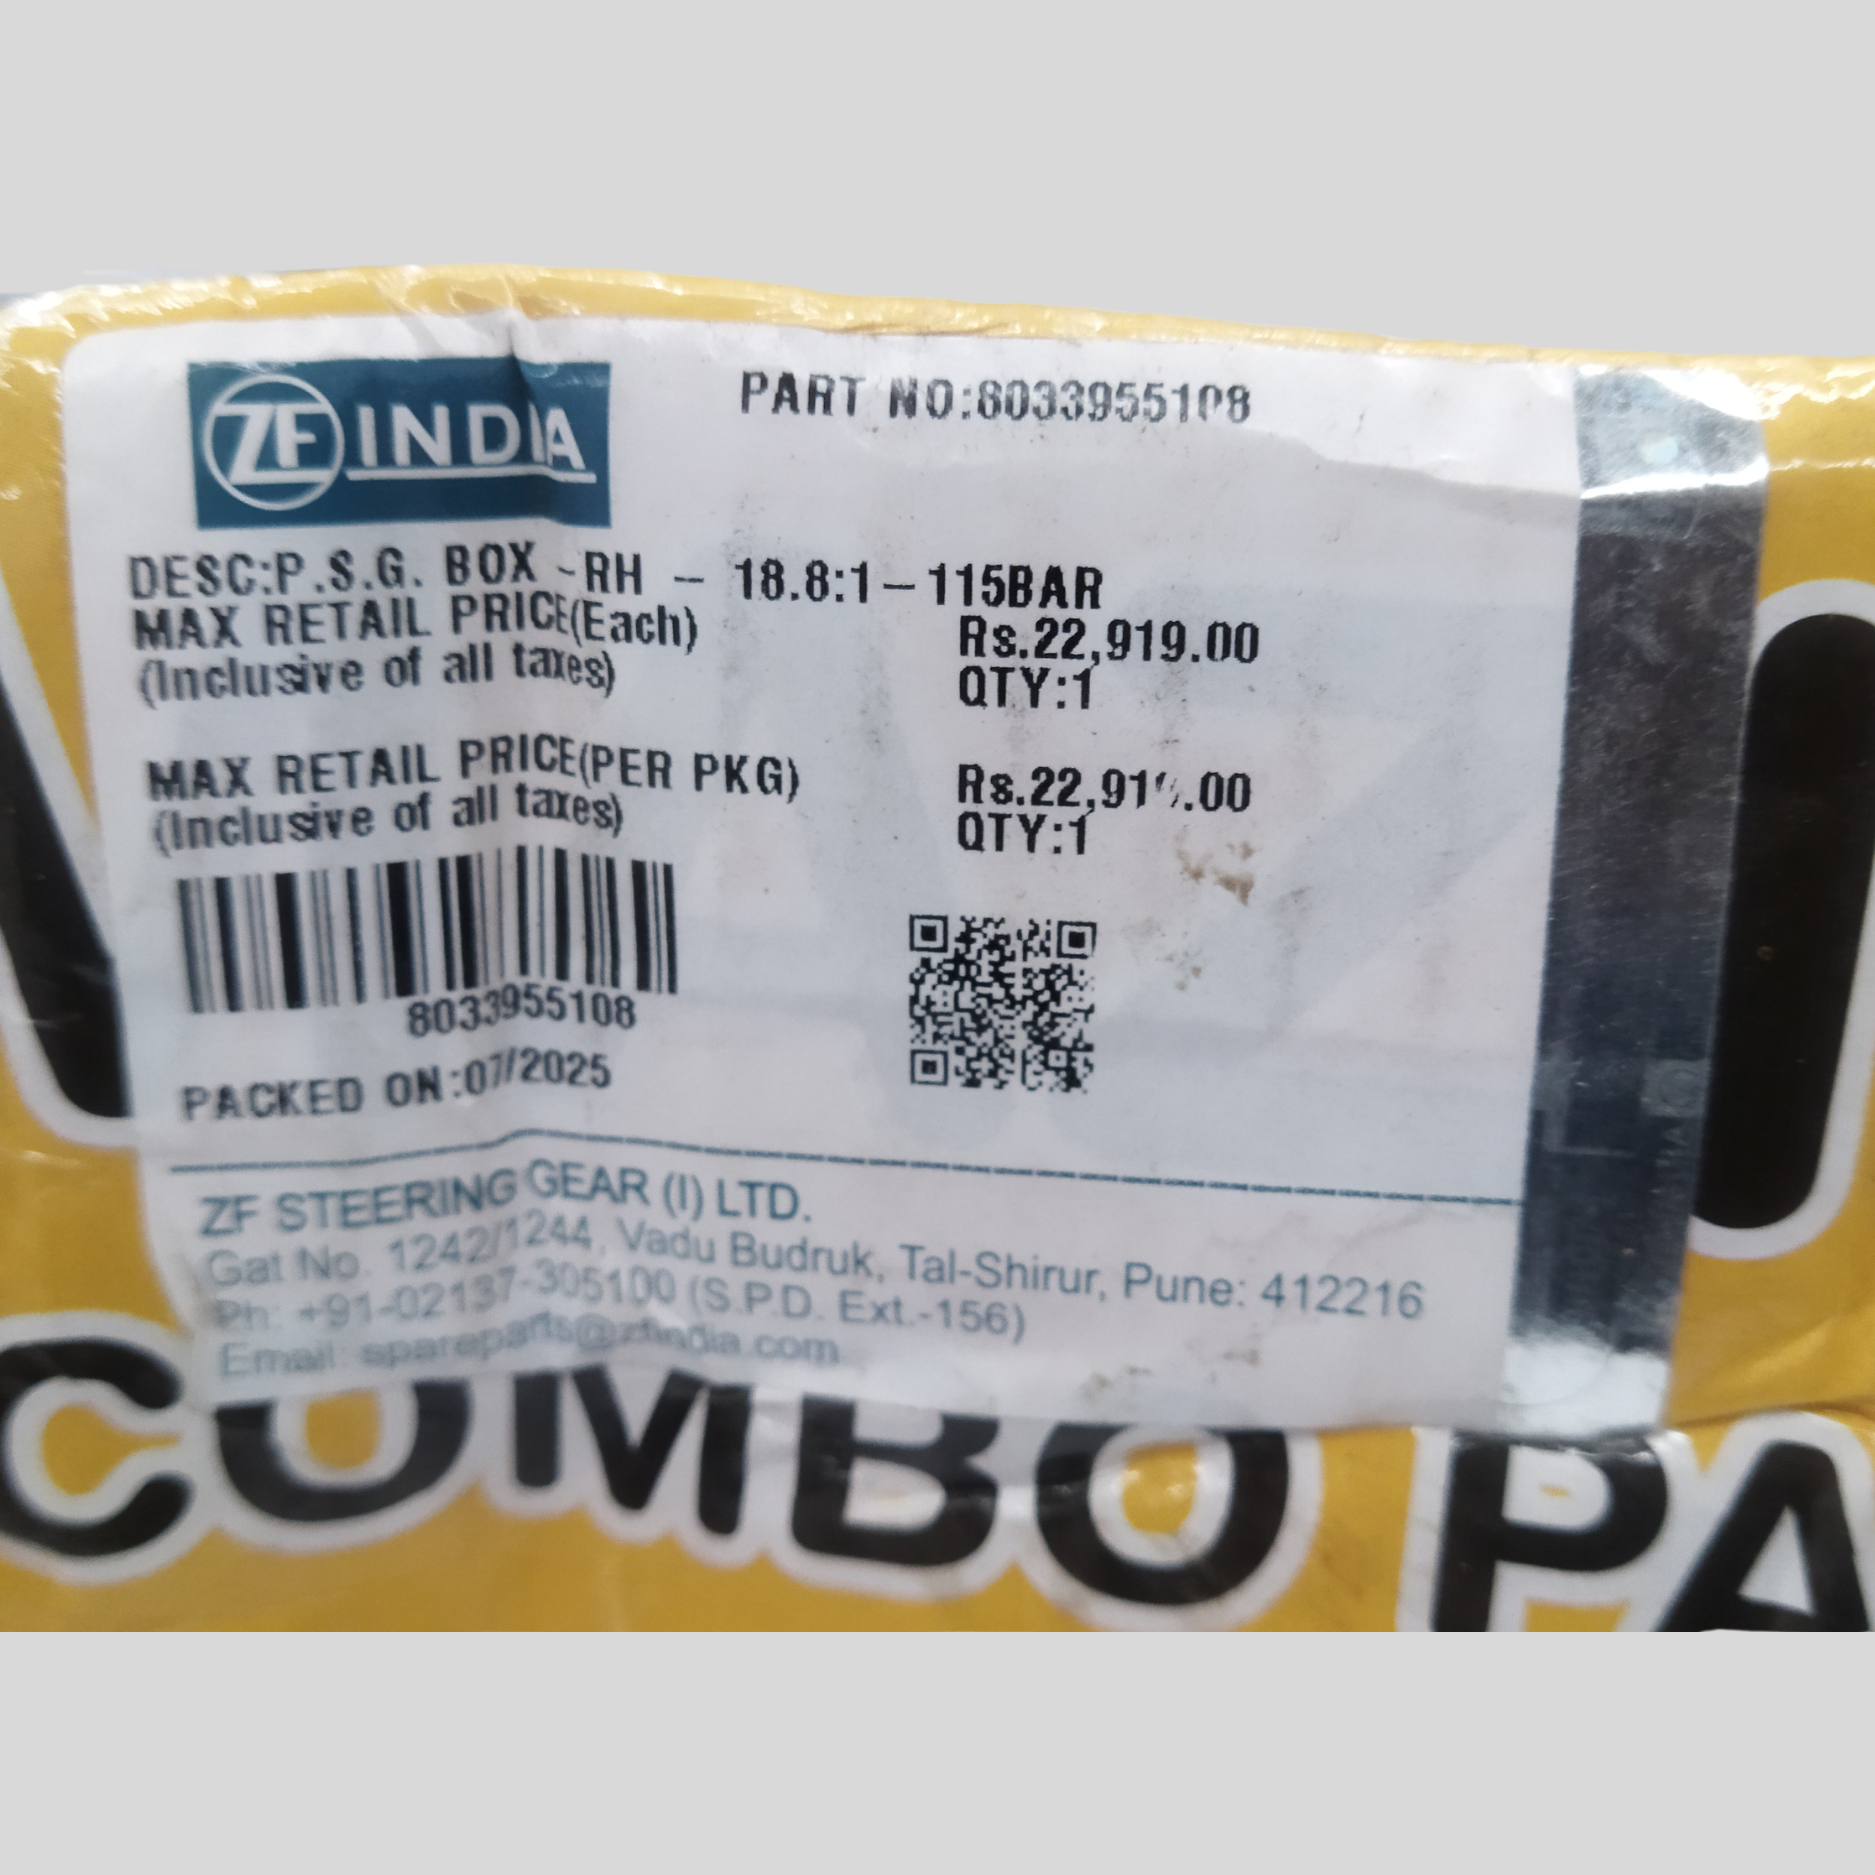 ZF INDIA
PART NO:8033955108
DESC:P.S.G. BOX -RH - 18.8:1-115BAR
MAX RETAIL PRICE(Each) Rs.22,919.00
(Inclusive of all taxes) QTY:1
MAX RETAIL PRICE(PER PKG)
(Inclusive of all taxes) QTY:1
8033955108
PACKED ON:07/2025
ZF STEERING GEAR (I) LTD.
Gat No. 1242/1244, Vadu Budruk, Tal-Shirur, Pune: 412216
Ph: +91-02137-305100 (S.P.D. Ext.-156)
Email: spareparts@zfindia.com
COMBO PA